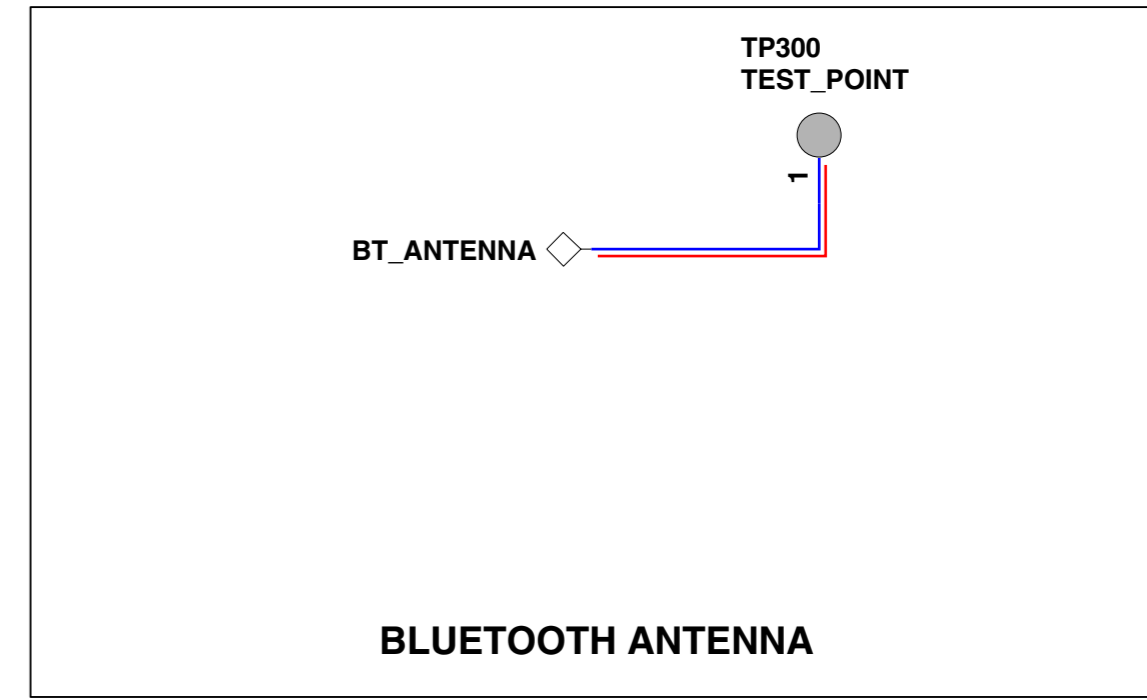 TP300
TEST_POINT
1
BT_ANTENNA
BLUETOOTH ANTENNA